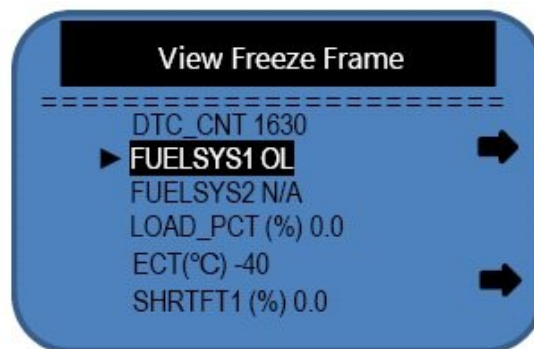 View Freeze Frame
=======================
DTC_CNT 1630
FUELSYS1 OL
FUELSYS2 N/A
LOAD_PCT (%) 0.0
ECT(℃) -40
SHRTFT1 (%) 0.0